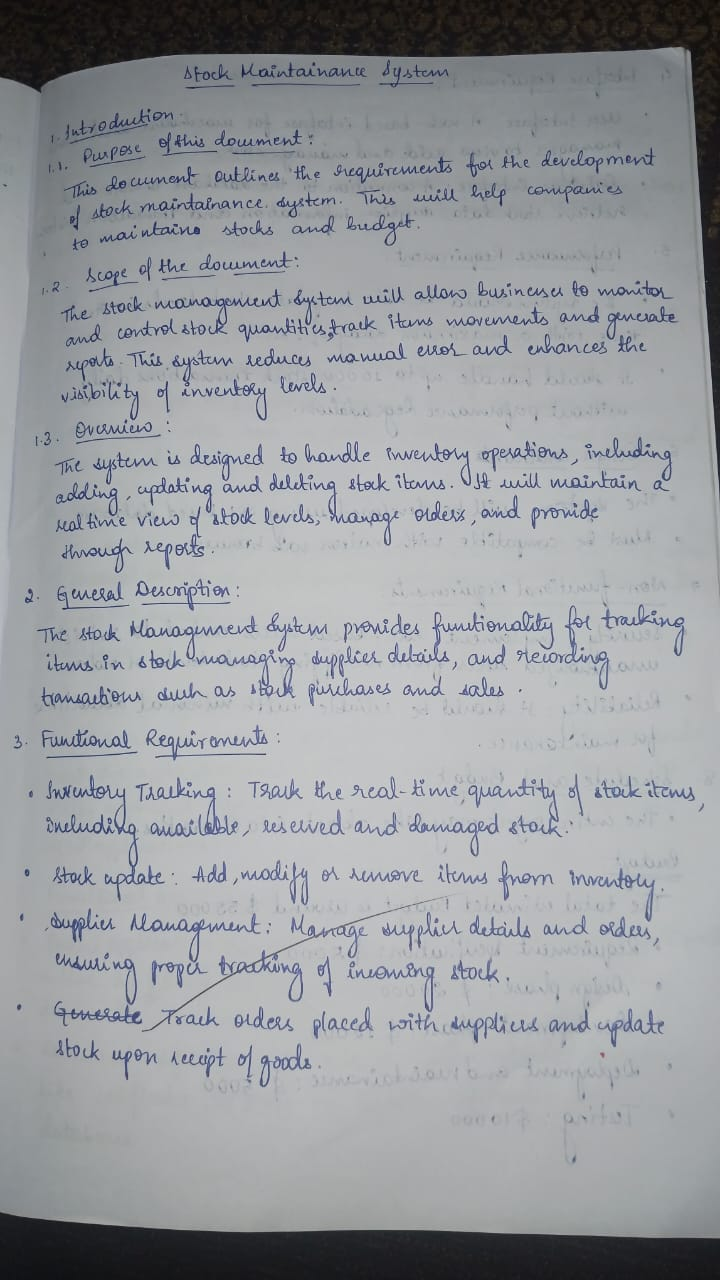 Stock Maintainance System
1. Introduction:
1.1. Purpose of this document:
This document outlines the requirements for the development
of stock maintainance system. This will help companies
to maintaine stocks and budget.
1.2. Scope of the document:
The stock management system will allow businesses to monitor
and control stock quantities, track items movements and generate
reports. This system reduces manual error and enhances the
visibility of inventory levels.
1.3. Overview:
The system is designed to handle inventory operations, including
adding, updating and deleting stock items. It will maintain a
real time view of stock levels, manage orders, and provide
through reports.
2. General Description:
The stock Management System provides functionality for tracking
items in stock managing supplier details, and recording
transactions such as stock purchases and sales.
3. Functional Requirements:
• Inventory Tracking: Track the real-time quantity of stock items,
including available, reserved and damaged stock.
• Stock update: Add, modify or remove items from inventory.
• Supplier Management: Manage supplier details and orders,
ensuring proper tracking of incoming stock.
• Generate Track orders placed with suppliers and update
stock upon receipt of goods.